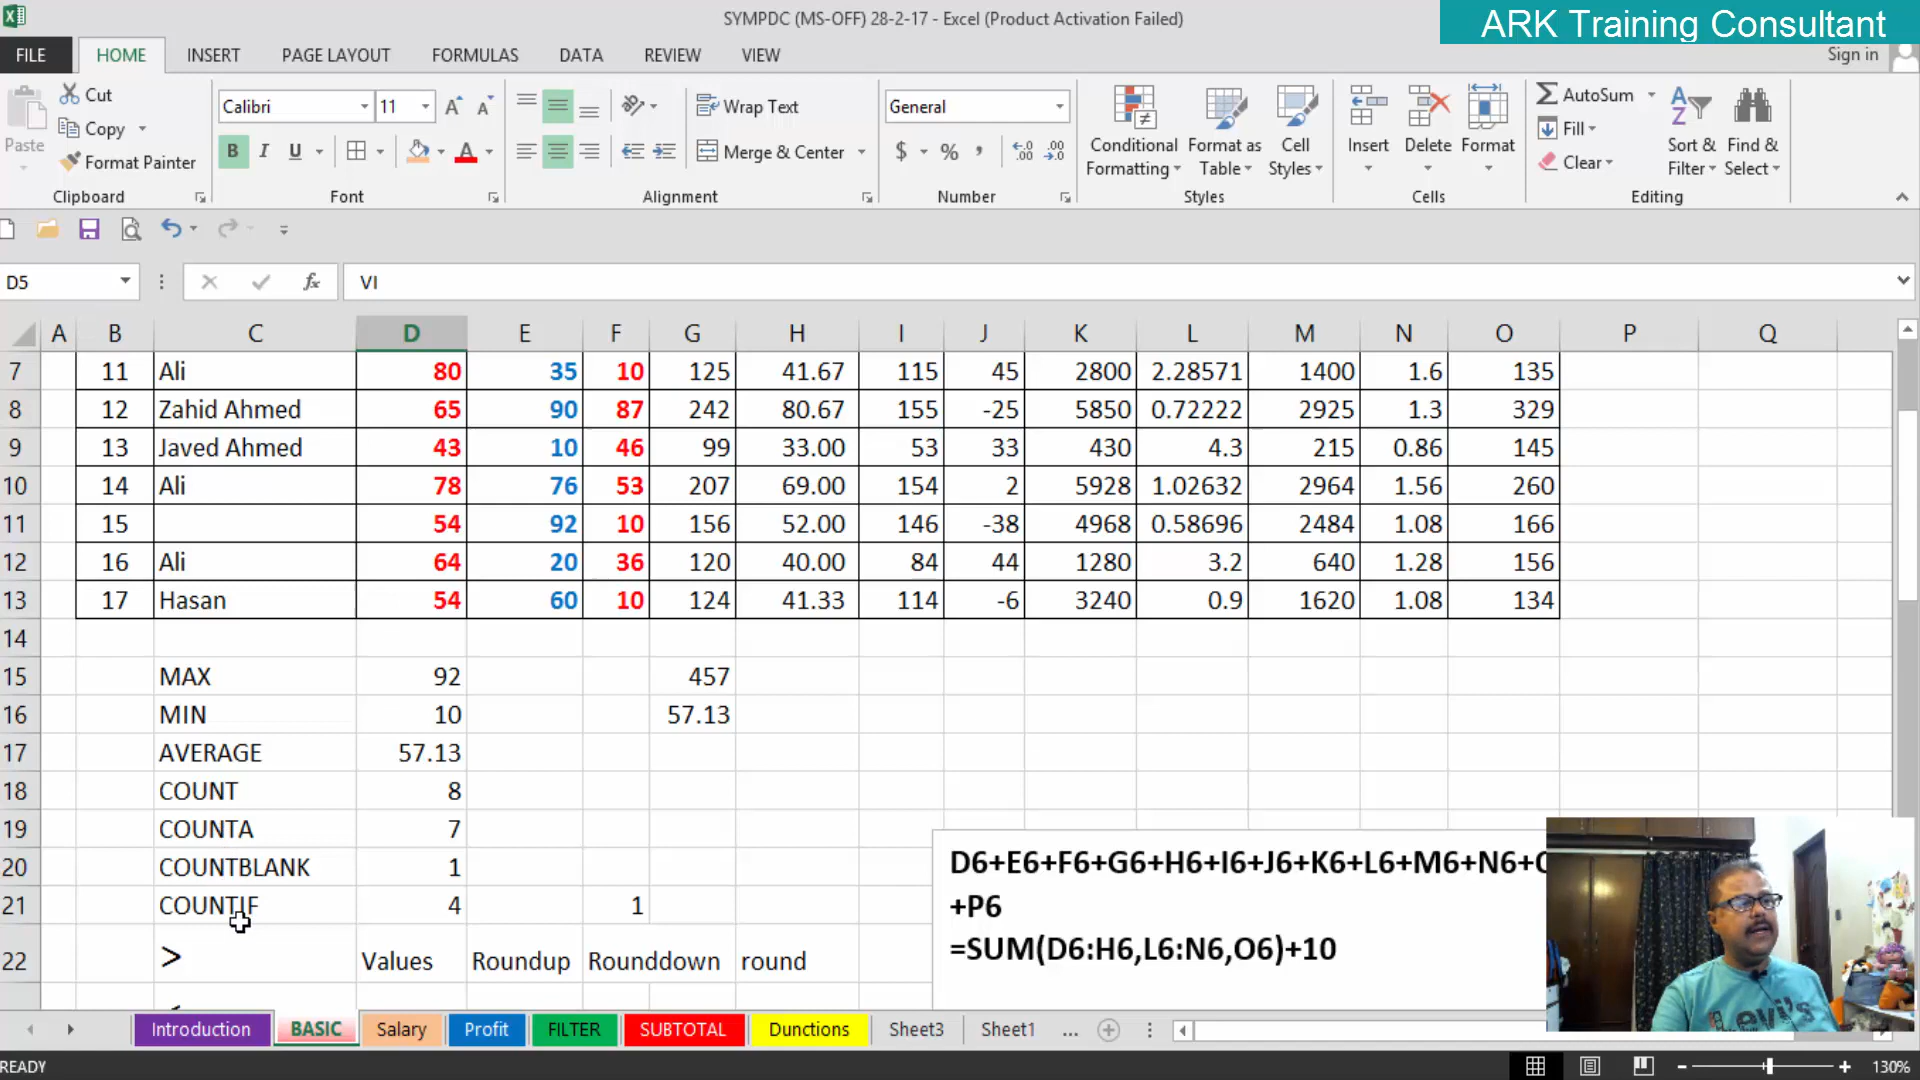 SYMPDC (MS-OFF) 28-2-17 - Excel (Product Activation Failed)
ARK Training Consultant
FILE HOME INSERT PAGE LAYOUT FORMULAS DATA REVIEW VIEW
Sign in
Paste
Cut
Copy
Format Painter
Clipboard
Calibri 11
B I U
Font
Wrap Text
Merge & Center
Alignment
General
$ %
Number
Conditional Formatting
Format as Table
Cell Styles
Styles
Insert Delete Format
Cells
AutoSum
Fill
Clear
Sort & Filter
Find & Select
Editing
D5 VI
A B C D E F G H I J K L M N O P Q
7 11 Ali 80 35 10 125 41.67 115 45 2800 2.28571 1400 1.6 135
8 12 Zahid Ahmed 65 90 87 242 80.67 155 -25 5850 0.72222 2925 1.3 329
9 13 Javed Ahmed 43 10 46 99 33.00 53 33 430 4.3 215 0.86 145
10 14 Ali 78 76 53 207 69.00 154 2 5928 1.02632 2964 1.56 260
11 15 54 92 10 156 52.00 146 -38 4968 0.58696 2484 1.08 166
12 16 Ali 64 20 36 120 40.00 84 44 1280 3.2 640 1.28 156
13 17 Hasan 54 60 10 124 41.33 114 -6 3240 0.9 1620 1.08 134
14
15 MAX 92 457
16 MIN 10 57.13
17 AVERAGE 57.13
18 COUNT 8
19 COUNTA 7
20 COUNTBLANK 1
21 COUNTIF 4 1
22 > Values Roundup Rounddown round
D6+E6+F6+G6+H6+I6+J6+K6+L6+M6+N6+
+P6
=SUM(D6:H6,L6:N6,O6)+10
Levi's
Introduction BASIC Salary Profit FILTER SUBTOTAL Dunctions Sheet3 Sheet1 ...
READY 130%